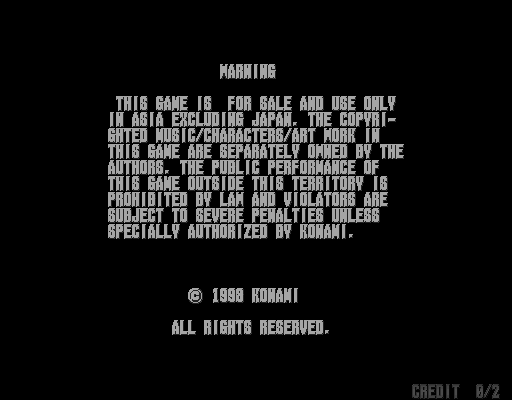 WARNING
THIS GAME IS FOR SALE AND USE ONLY
IN ASIA EXCLUDING JAPAN. THE COPYRI-
GHTED MUSIC/CHARACTERS/ART WORK IN
THIS GAME ARE SEPARATELY OWNED BY THE
AUTHORS. THE PUBLIC PERFORMANCE OF
THIS GAME OUTSIDE THIS TERRITORY IS
PROHIBITED BY LAW AND VIOLATORS ARE
SUBJECT TO SEVERE PENALTIES UNLESS
SPECIALLY AUTHORIZED BY KONAMI.
© 1998 KONAMI
ALL RIGHTS RESERVED.
CREDIT 0/2